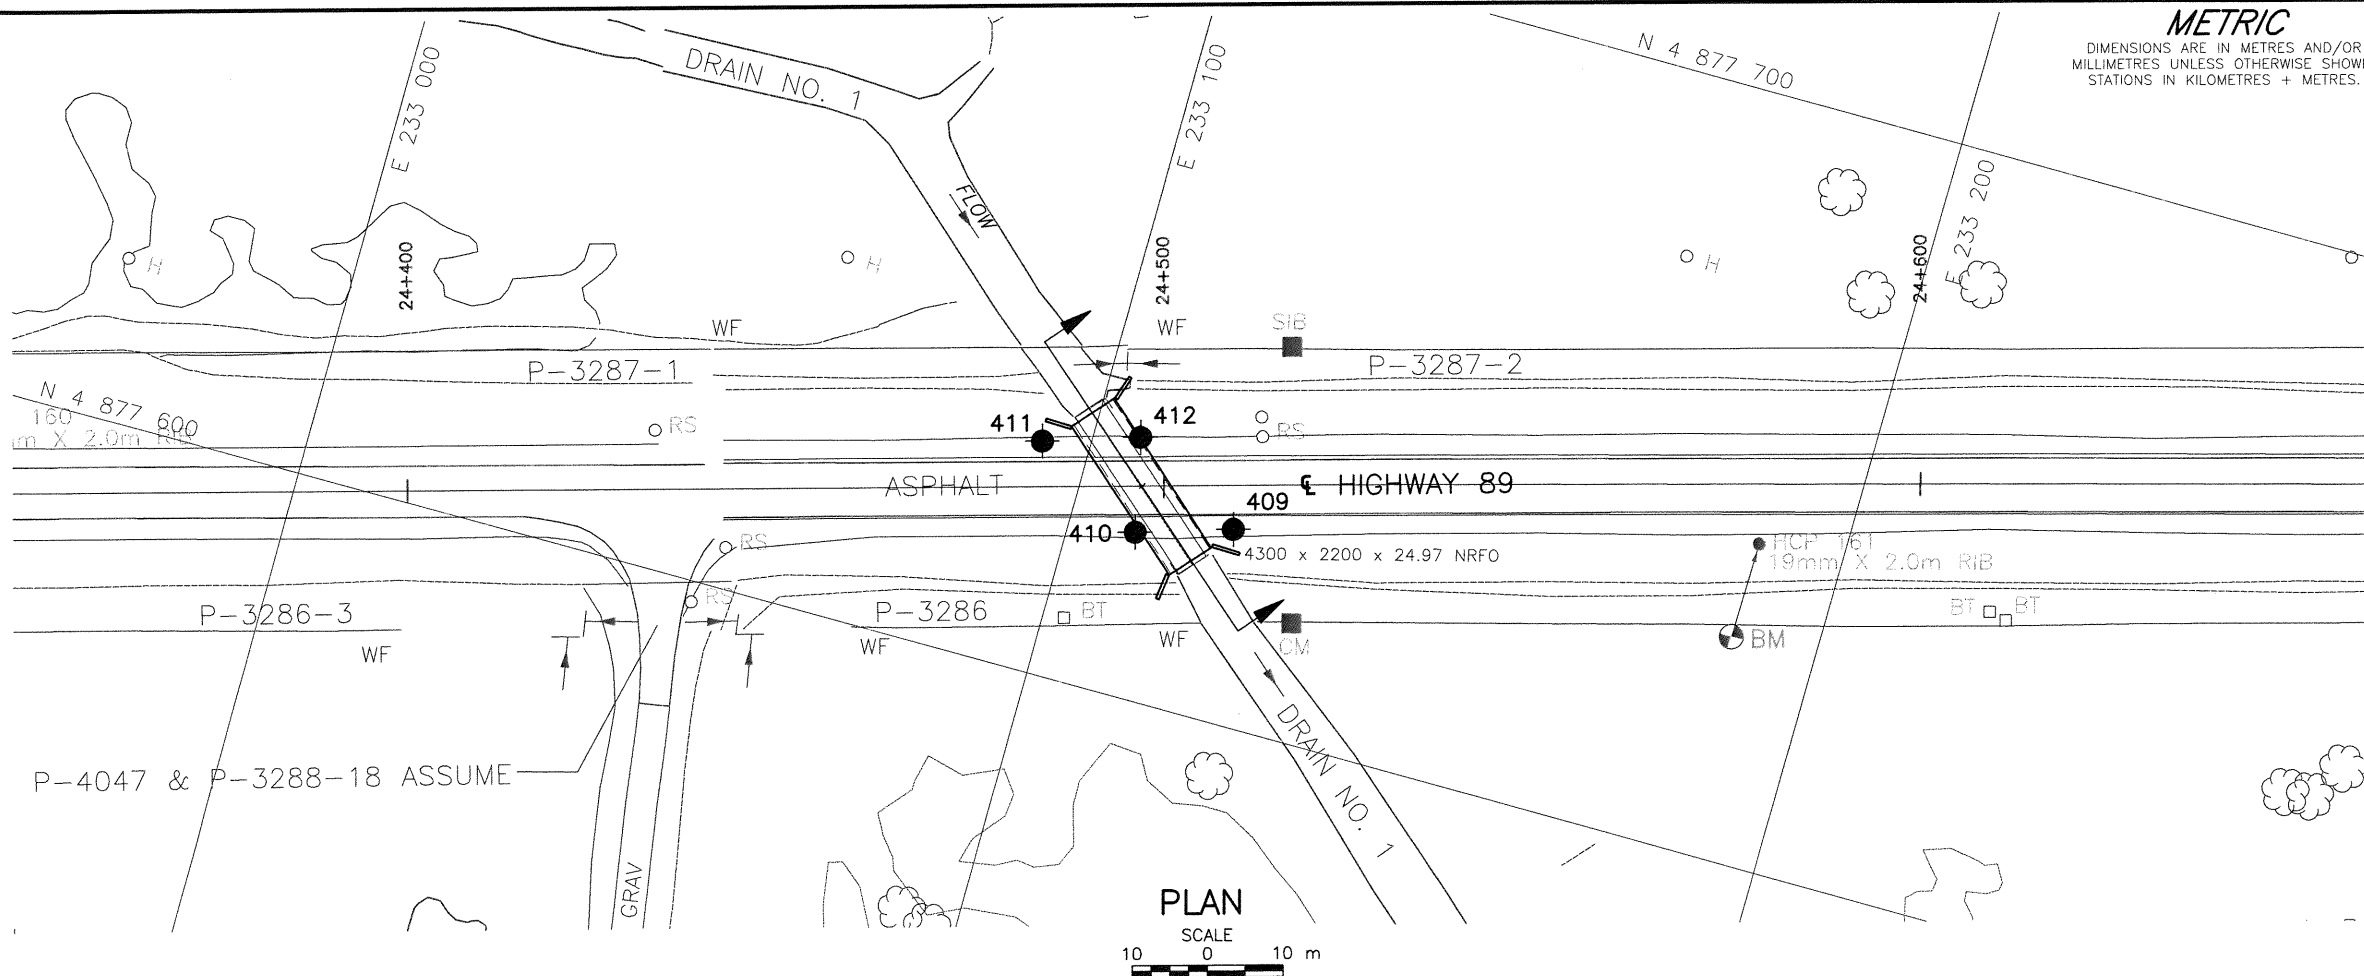 METRIC
DIMENSIONS ARE IN METRES AND/OR
MILLIMETRES UNLESS OTHERWISE SHOW
STATIONS IN KILOMETRES + METRES.
DRAIN NO. 1
E 233 000
E 233 100
N 4 877 700
E 233 200
FLOW
H
H
H
24+400
24+500
24+600
WF
WF
SIB
P-3287-1
P-3287-2
N 4 877 600
160
m X 2.0m RIB
RS
411
412
RS
ASPHALT
℄ HIGHWAY 89
409
410
RS
4300 x 2200 x 24.97 NRFO
HCP 161
19mm X 2.0m RIB
RS
P-3286-3
P-3286
BT
BT
BT
WF
WF
WF
CM
BM
DRAIN NO. 1
P-4047 & P-3288-18 ASSUME
GRAV
PLAN
SCALE
10 0 10 m